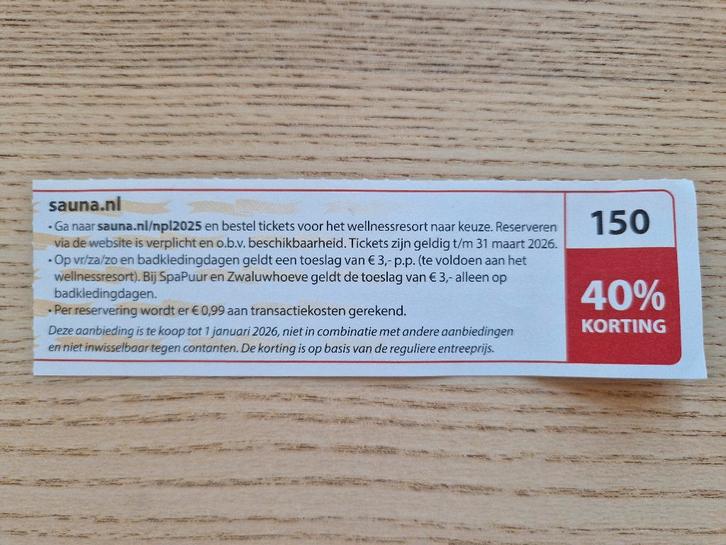 sauna.nl
• Ga naar sauna.nl/npl2025 en bestel tickets voor het wellnessresort naar keuze. Reserveren
via de website is verplicht en o.b.v. beschikbaarheid. Tickets zijn geldig t/m 31 maart 2026.
• Op vr/za/zo en badkledingdagen geldt een toeslag van € 3,- p.p. (te voldoen aan het
wellnessresort). Bij SpaPuur en Zwaluwhoeve geldt de toeslag van € 3,- alleen op
badkledingdagen.
• Per reservering wordt er € 0,99 aan transactiekosten gerekend.
Deze aanbieding is te koop tot 1 januari 2026, niet in combinatie met andere aanbiedingen
en niet inwisselbaar tegen contanten. De korting is op basis van de reguliere entreeprijs.
150
40%
KORTING